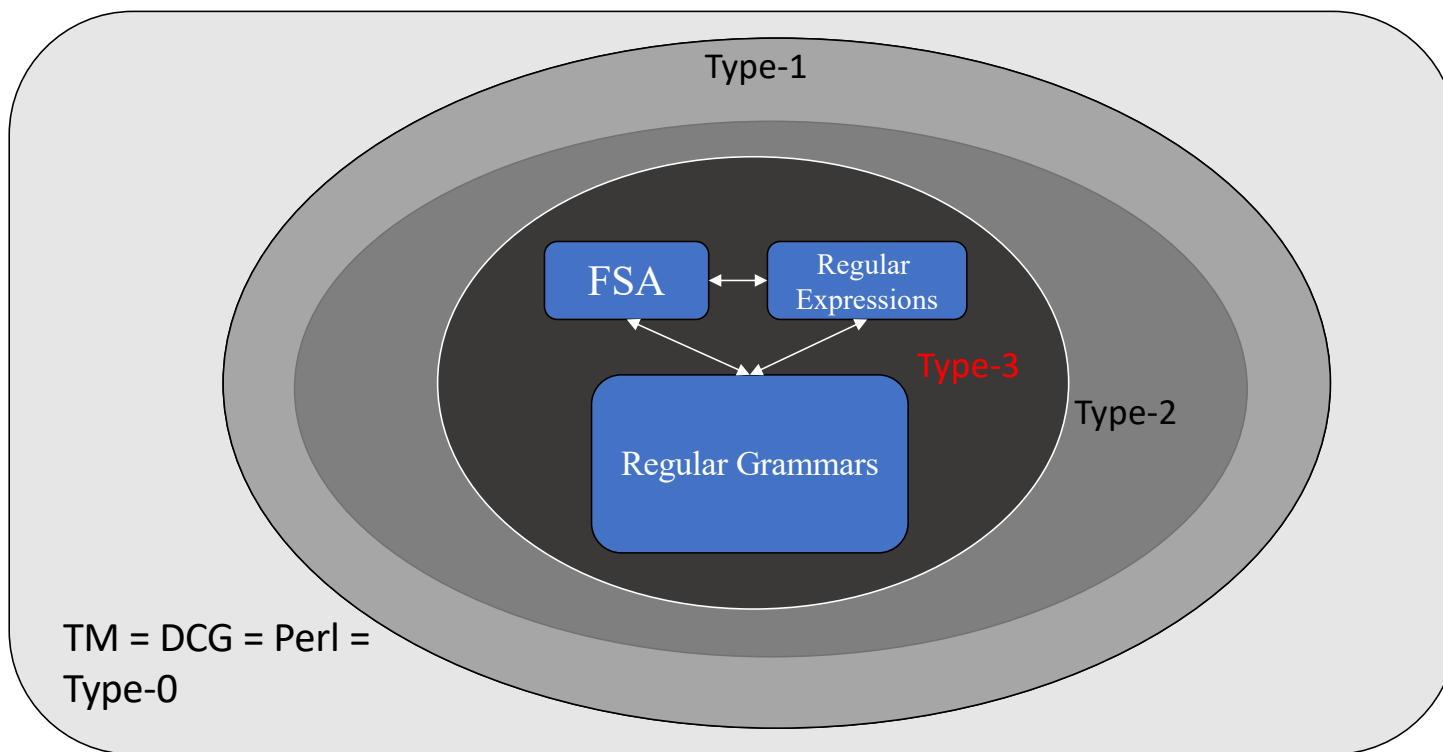 Type-1
FSA
Regular
Expressions
Type-3
Type-2
Regular Grammars
TM = DCG = Perl =
Type-0